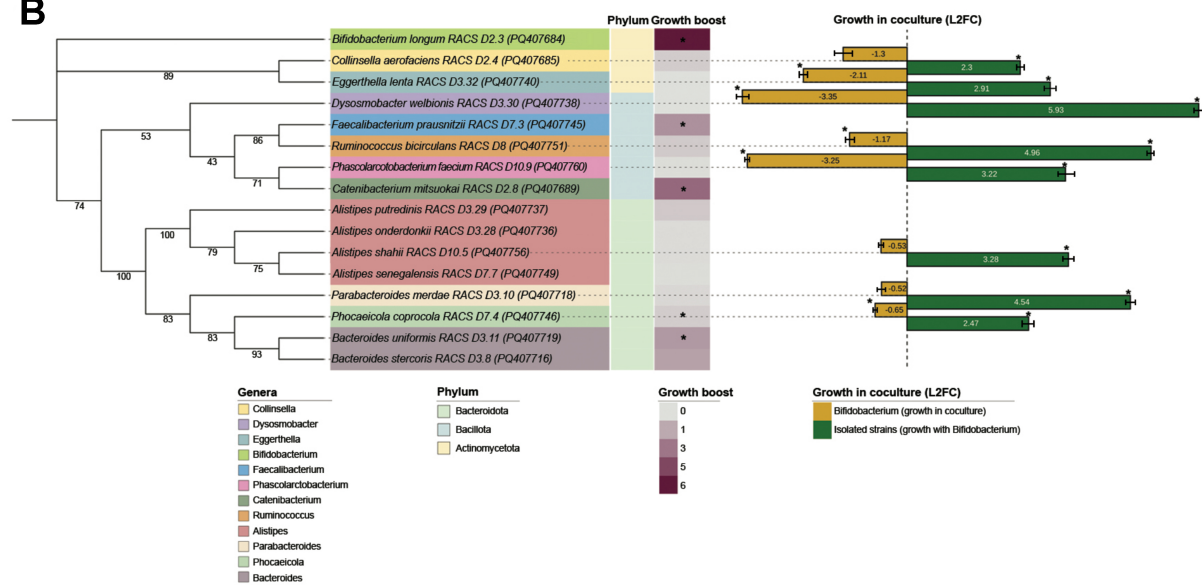 B
Phylum Growth boost Growth in coculture (L2FC)
Bifidobacterium longum RACS D2.3 (PQ407684) *
Collinsella aerofaciens RACS D2.4 (PQ407685) -1.3 2.3 *
89
Eggerthella lenta RACS D3.32 (PQ407740) * -2.11 2.91 *
Dysosmobacter welbionis RACS D3.30 (PQ407738) * -3.35 5.93 *
53
Faecalibacterium prausnitzii RACS D7.3 (PQ407745) *
86
Ruminococcus bicirculans RACS D8 (PQ407751) * -1.17 4.96 *
43
Phascolarctobacterium faecium RACS D10.9 (PQ407760) * -3.25 3.22 *
71
Catenibacterium mitsuokai RACS D2.8 (PQ407689) *
74
Alistipes putredinis RACS D3.29 (PQ407737)
100
Alistipes onderdonkii RACS D3.28 (PQ407736)
79
Alistipes shahii RACS D10.5 (PQ407756) -0.53 3.28 *
75
Alistipes senegalensis RACS D7.7 (PQ407749)
100
Parabacteroides merdae RACS D3.10 (PQ407718) -0.52 4.54 *
83
Phocaeicola coprocola RACS D7.4 (PQ407746) * * -0.65 2.47 *
83
Bacteroides uniformis RACS D3.11 (PQ407719) *
93
Bacteroides stercoris RACS D3.8 (PQ407716)
Genera
Collinsella
Dysosmobacter
Eggerthella
Bifidobacterium
Faecalibacterium
Phascolarctobacterium
Catenibacterium
Ruminococcus
Alistipes
Parabacteroides
Phocaeicola
Bacteroides
Phylum
Bacteroidota
Bacillota
Actinomycetota
Growth boost
0
1
3
5
6
Growth in coculture (L2FC)
Bifidobacterium (growth in coculture)
Isolated strains (growth with Bifidobacterium)